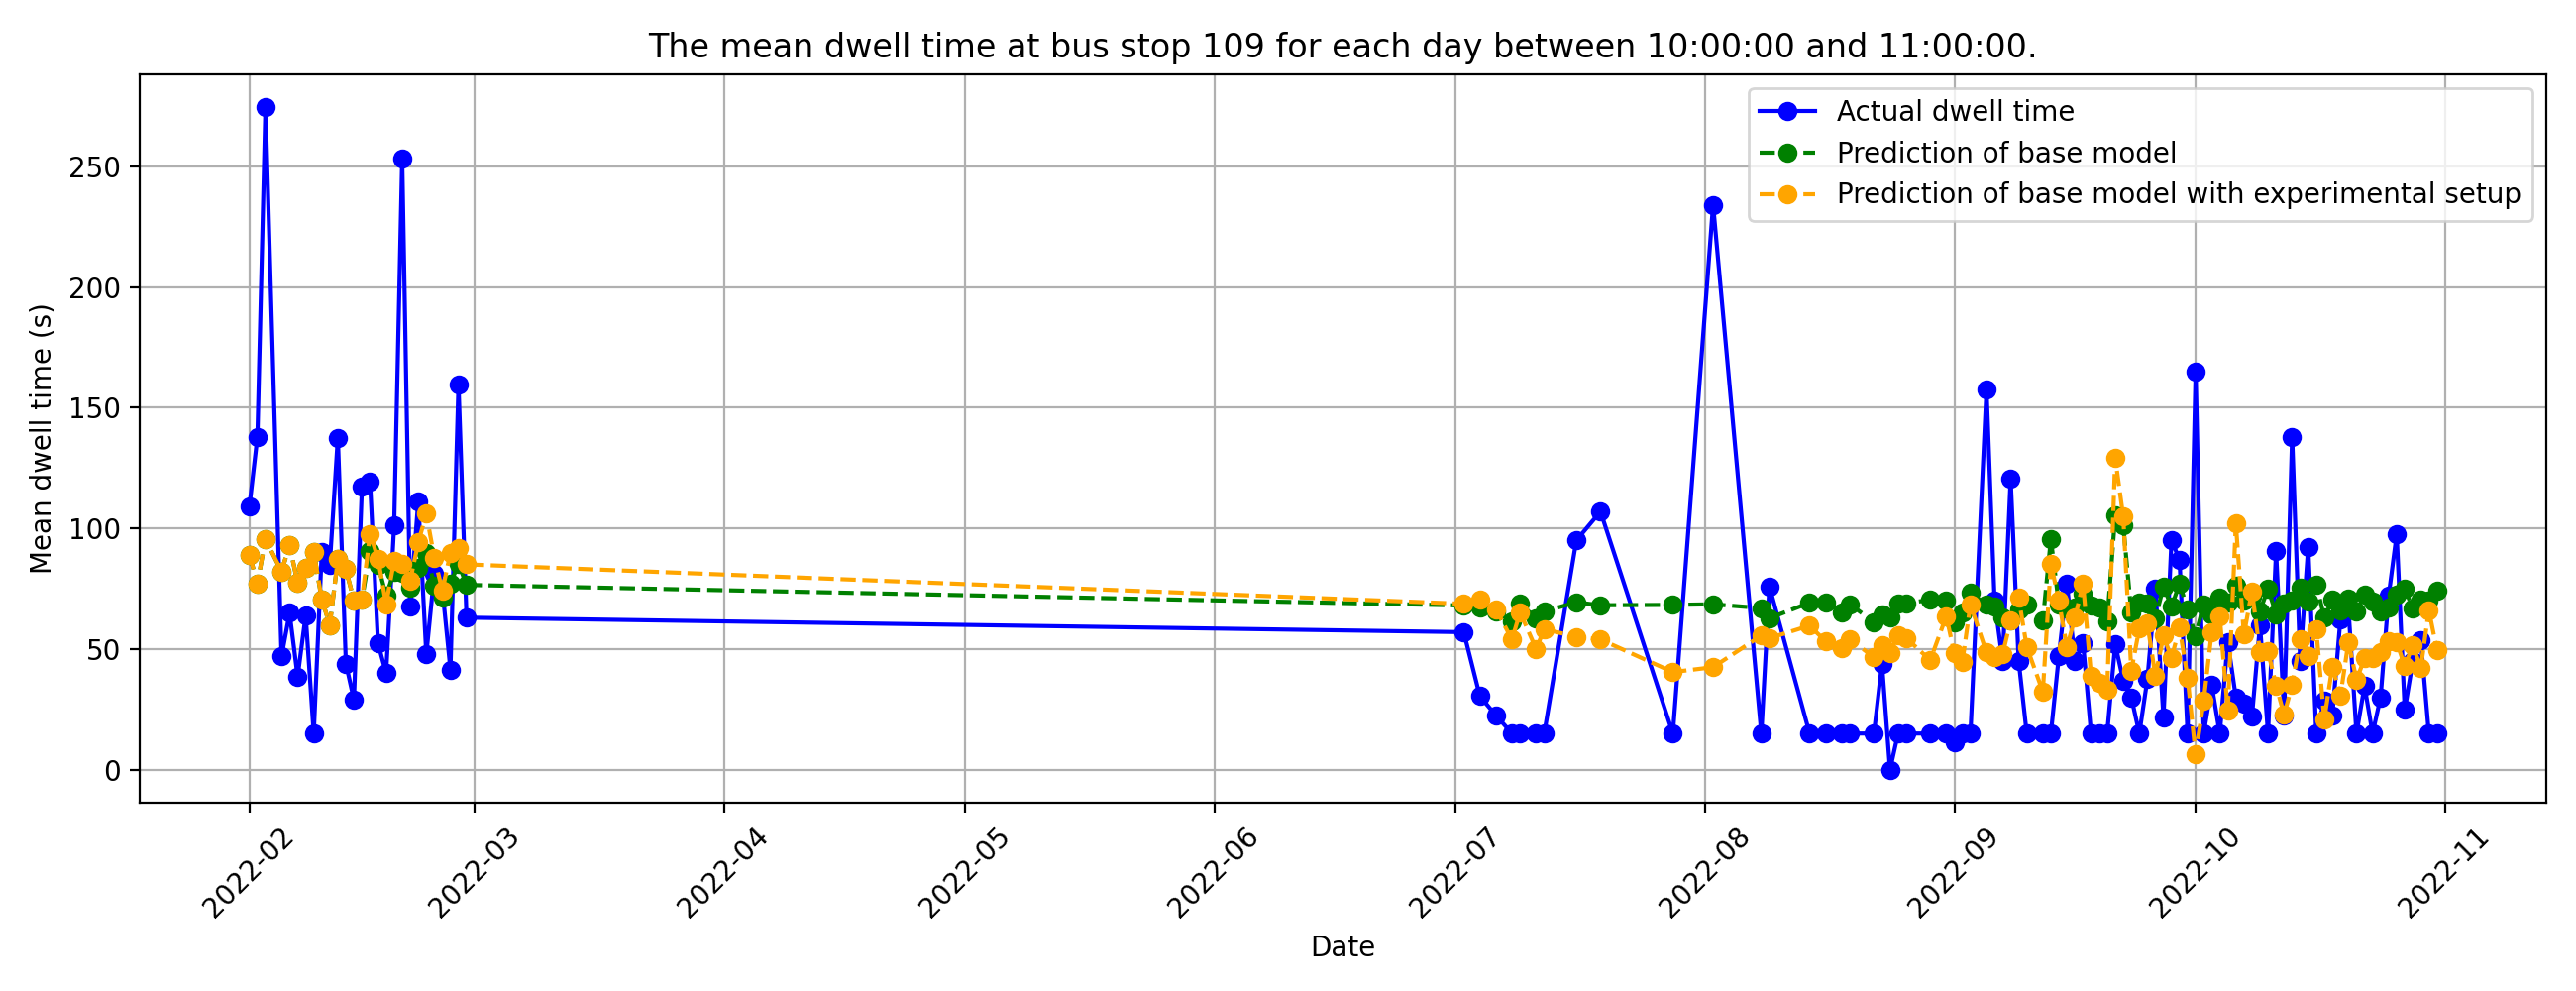 The mean dwell time at bus stop 109 for each day between 10:00:00 and 11:00:00.
Actual dwell time
Prediction of base model
Prediction of base model with experimental setup
Mean dwell time (s)
250
200
150
100
50
0
2022-02
2022-03
2022-04
2022-05
2022-06
2022-07
2022-08
2022-09
2022-10
2022-11
Date